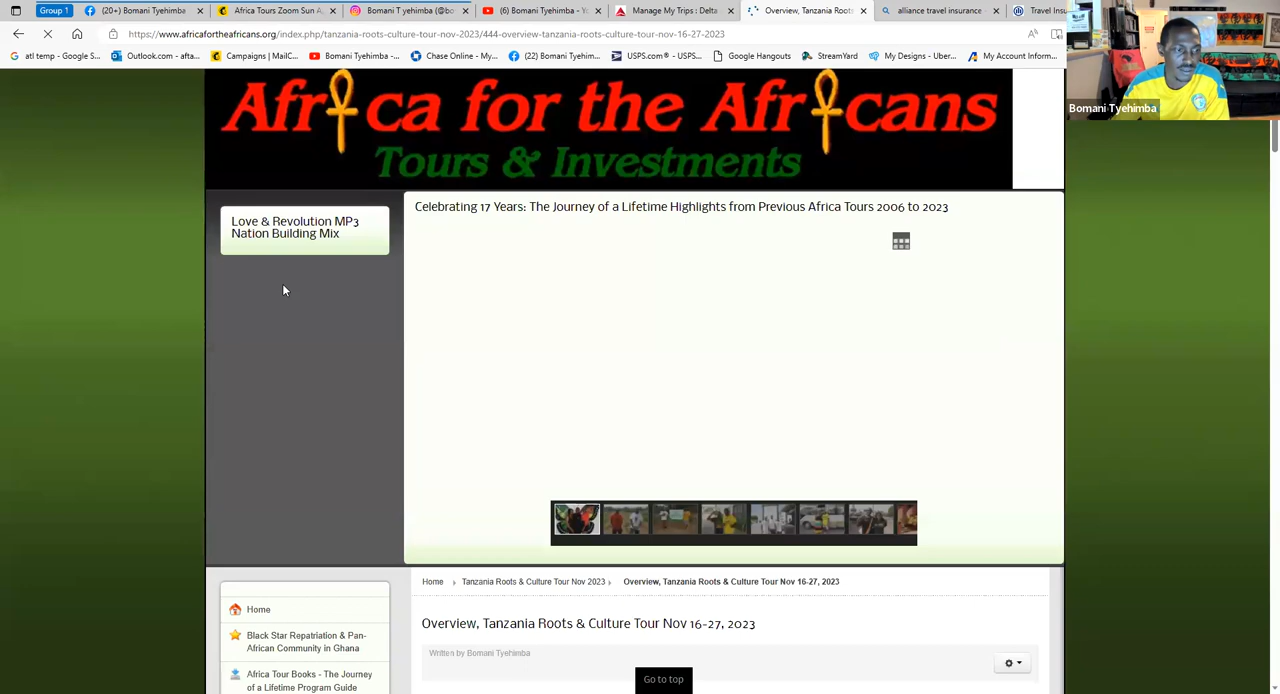 Group 1
(20+) Bomani Tyehimba
Africa Tours Zoom Sun A
Bomani T yehimba (@bo
(6) Bomani Tyehimba - Y
Manage My Trips : Delta
Overview, Tanzania Roots
alliance travel insurance
Travel Ins
https://www.africafortheafricans.org/index.php/tanzania-roots-culture-tour-nov-2023/444-overview-tanzania-roots-culture-tour-nov-16-27-2023
atl temp - Google S...
Outlook.com - afta...
Campaigns | MailC...
Bomani Tyehimba -...
Chase Online - My...
(22) Bomani Tyehim...
USPS.com® - USPS...
Google Hangouts
StreamYard
My Designs - Uber...
My Account Inform...
Bomani Tyehimba
Africa for the Africans
Tours & Investments
Love & Revolution MP3
Nation Building Mix
Celebrating 17 Years: The Journey of a Lifetime Highlights from Previous Africa Tours 2006 to 2023
Home
Tanzania Roots & Culture Tour Nov 2023
Overview, Tanzania Roots & Culture Tour Nov 16-27, 2023
Overview, Tanzania Roots & Culture Tour Nov 16-27, 2023
Written by Bomani Tyehimba
Go to top
Home
Black Star Repatriation & Pan-
African Community in Ghana
Africa Tour Books - The Journey
of a Lifetime Program Guide